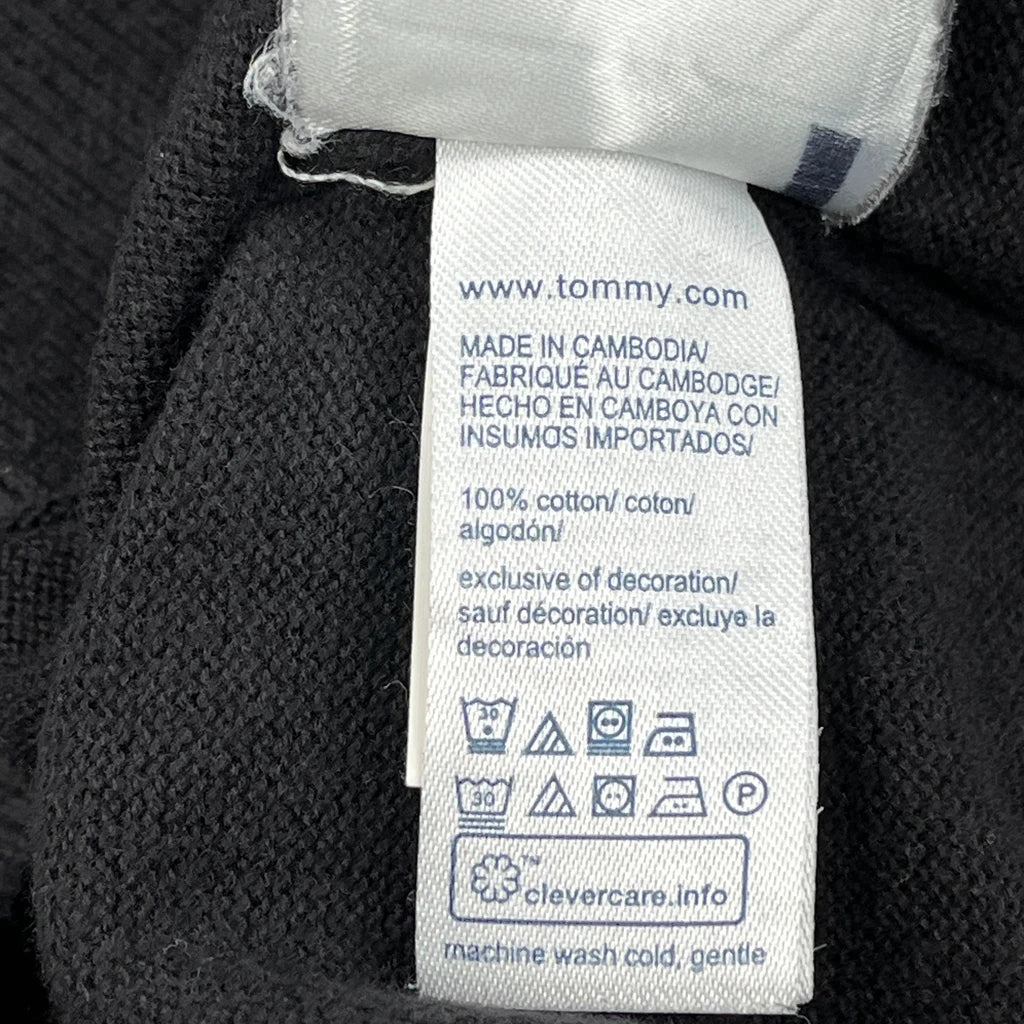 www.tommy.com
MADE IN CAMBODIA/
FABRIQUÉ AU CAMBODGE/
HECHO EN CAMBOYA CON
INSUMOS IMPORTADOS/
100% cotton/ coton/
algodón/
exclusive of decoration/
sauf décoration/ excluye la
decoración
30
30 P
™
clevercare.info
machine wash cold, gentle